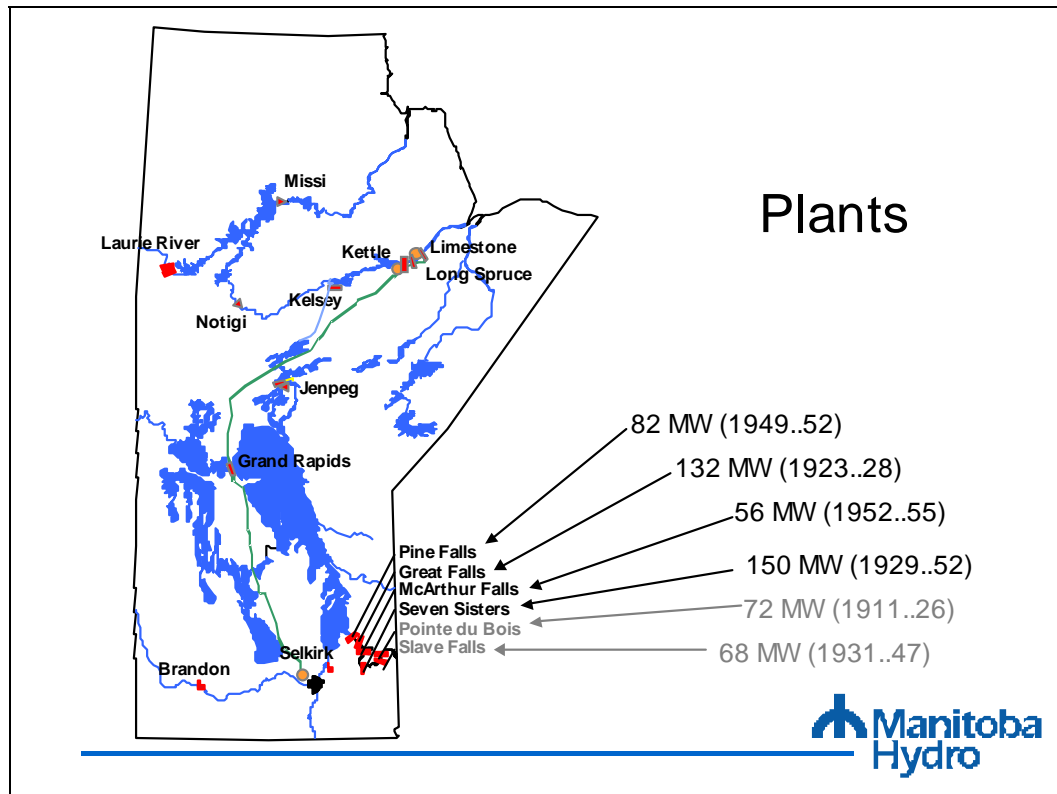 Plants
Missi
Laurie River
Kettle
Limestone
Long Spruce
Kelsey
Notigi
Jenpeg
Grand Rapids
82 MW (1949..52)
132 MW (1923..28)
56 MW (1952..55)
150 MW (1929..52)
72 MW (1911..26)
68 MW (1931..47)
Pine Falls
Great Falls
McArthur Falls
Seven Sisters
Pointe du Bois
Slave Falls
Selkirk
Brandon
Manitoba
Hydro